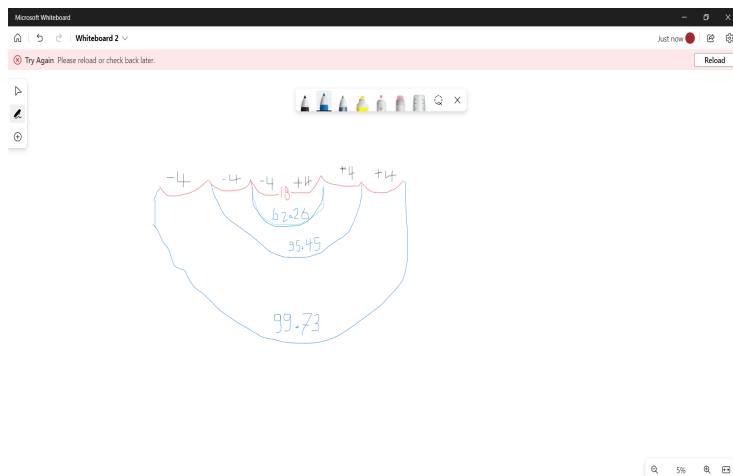 Microsoft Whiteboard
Whiteboard 2
Just now
Try Again Please reload or check back later.
Reload
-4 -4 -4 +4 +4 +4
18
62.26
95.45
99.73
5%